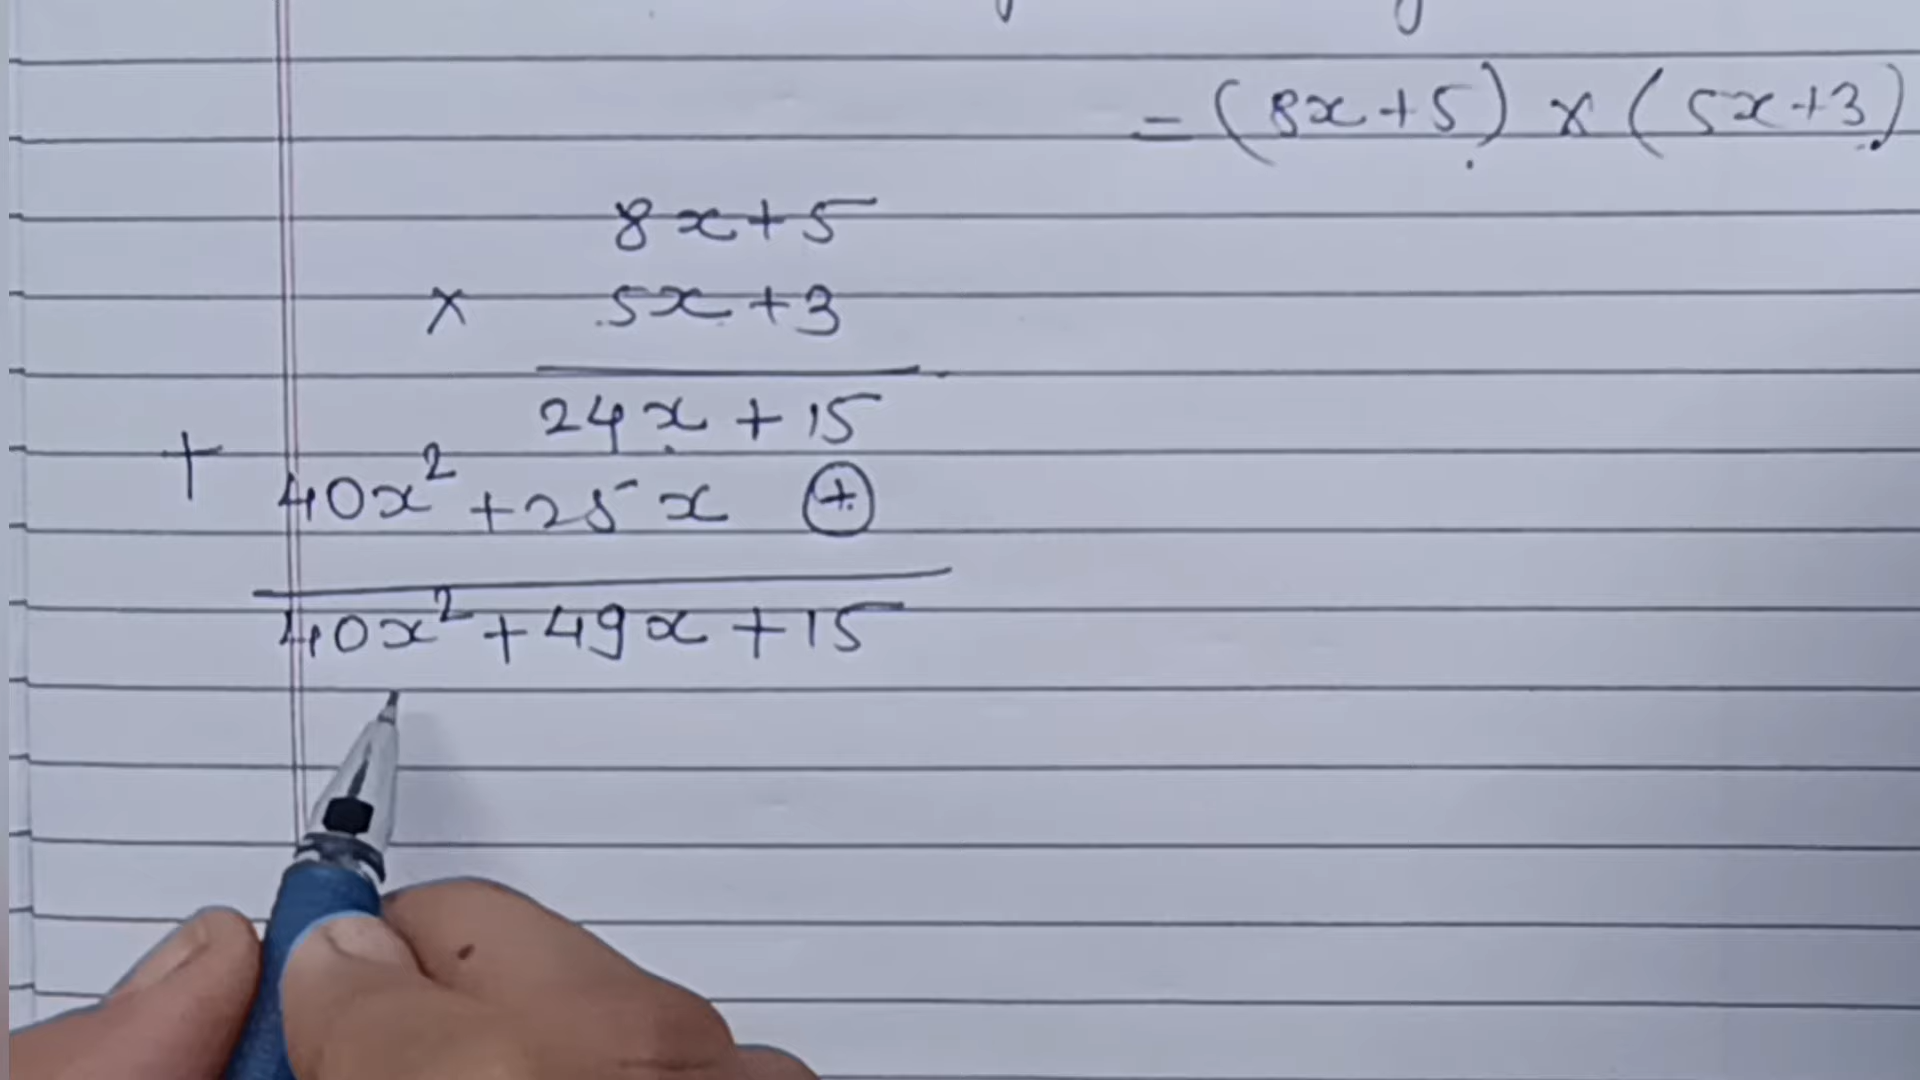 = (8x+5) × (5x+3)
8x+5
× 5x+3
24x+15
+
40x²+25x ⊕
40x²+49x+15